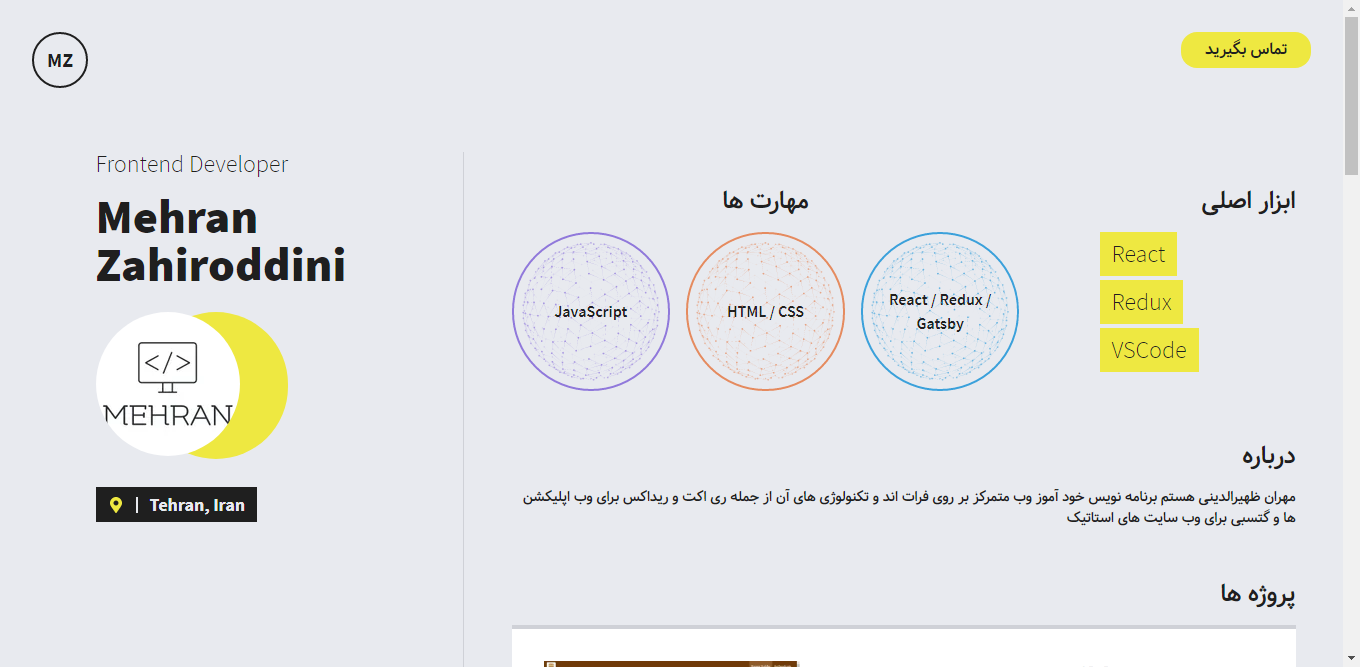 MZ
تماس بگیرید
Frontend Developer
Mehran
Zahiroddini
</>
MEHRAN
| Tehran, Iran
ابزار اصلی
React
Redux
VSCode
مهارت ها
JavaScript
HTML / CSS
React / Redux /
Gatsby
درباره
مهران ظهیرالدینی هستم برنامه نویس خود آموز وب متمرکز بر روی فرات اند و تکنولوژی های آن از جمله ری اکت و ریداکس برای وب اپلیکشن
ها و گتسبی برای وب سایت های استاتیک
پروژه ها